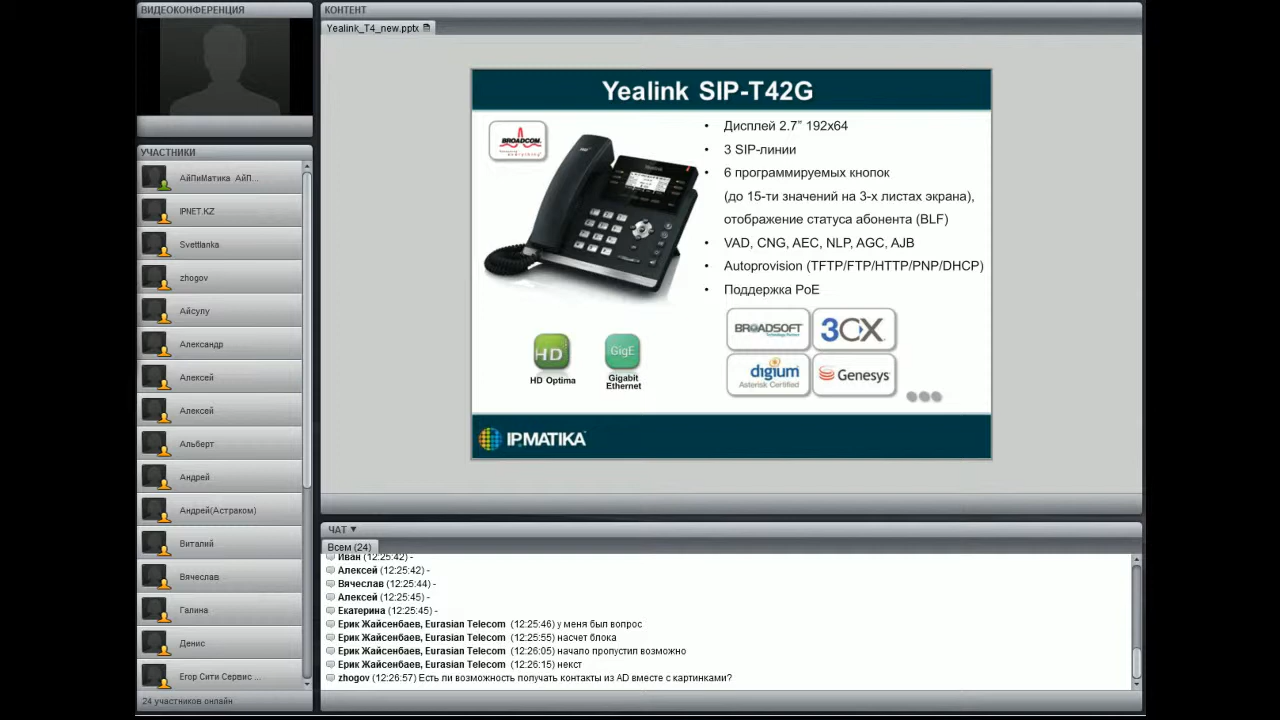 ВИДЕОКОНФЕРЕНЦИЯ
УЧАСТНИКИ
АйПиМатика АйП...
IPNET.KZ
Svettlanka
zhogov
Айсулу
Александр
Алексей
Алексей
Альберт
Андрей
Андрей(Астраком)
Виталий
Вячеслав
Галина
Денис
Егор Сити Сервис ...
24 участников онлайн
КОНТЕНТ
Yealink_T4_new.pptx
Yealink SIP-T42G
BROADCOM
• Дисплей 2.7” 192x64
• 3 SIP-линии
• 6 программируемых кнопок
(до 15-ти значений на 3-х листах экрана),
отображение статуса абонента (BLF)
• VAD, CNG, AEC, NLP, AGC, AJB
• Autoprovision (TFTP/FTP/HTTP/PNP/DHCP)
• Поддержка PoE
HD
HD Optima
GigE
Gigabit
Ethernet
BROADSOFT
3CX
digium
Asterisk Certified
Genesys
IPMATIKA
ЧАТ
Всем (24)
Иван (12:25:42) -
Алексей (12:25:42) -
Вячеслав (12:25:44) -
Алексей (12:25:45) -
Екатерина (12:25:45) -
Ерик Жайсенбаев, Eurasian Telecom (12:25:46) у меня был вопрос
Ерик Жайсенбаев, Eurasian Telecom (12:25:55) насчет блока
Ерик Жайсенбаев, Eurasian Telecom (12:26:05) начало пропустил возможно
Ерик Жайсенбаев, Eurasian Telecom (12:26:15) некст
zhogov (12:26:57) Есть ли возможность получать контакты из AD вместе с картинками?